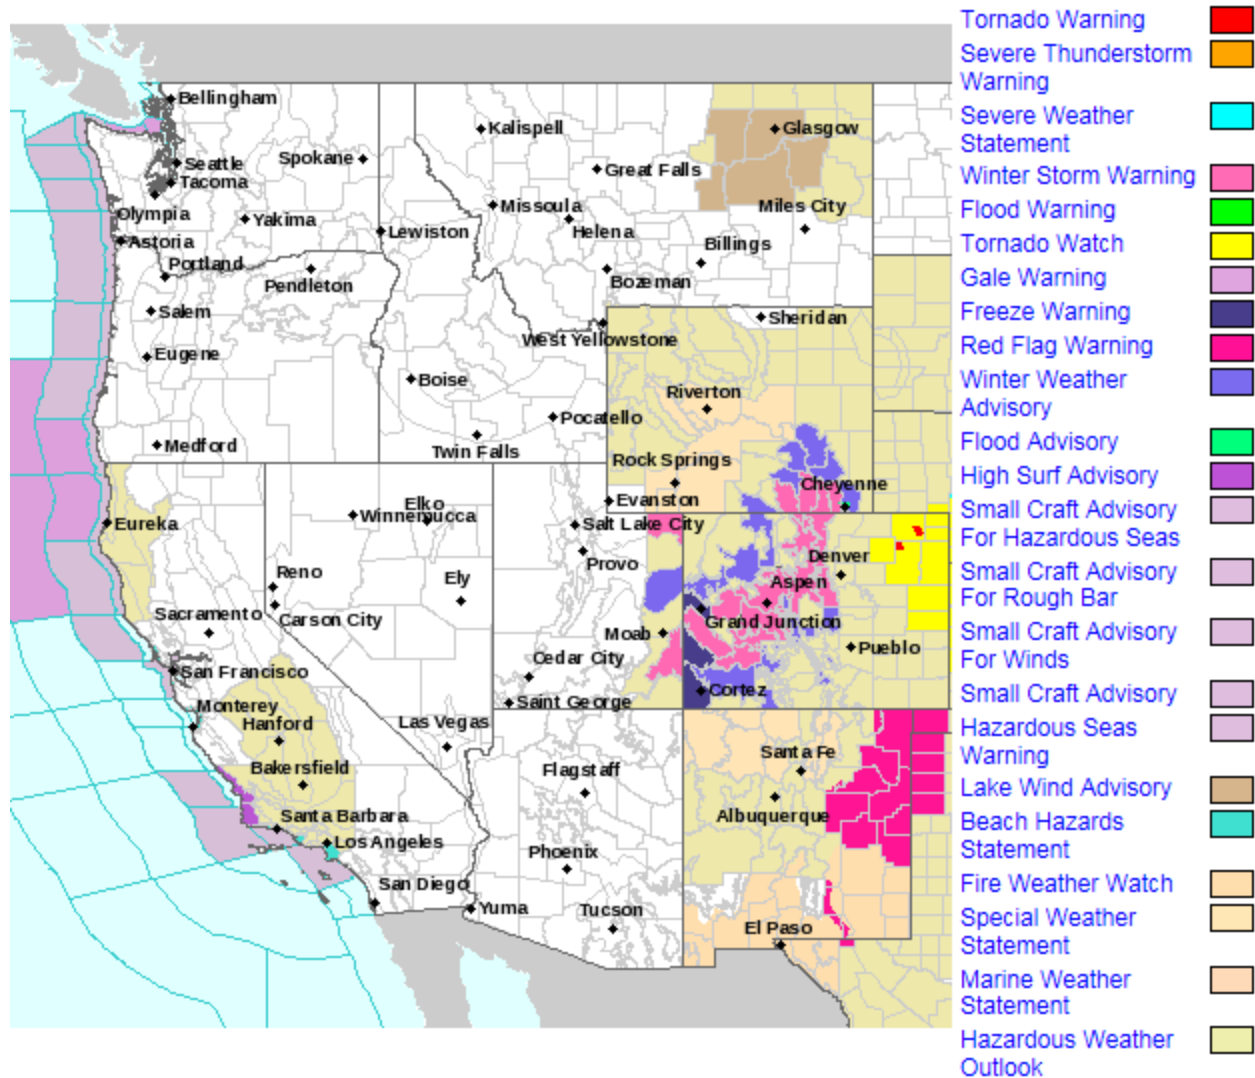 Bellingham
Seattle
Tacoma
Spokane
Olympia
Yakima
Astoria
Portland
Pendleton
Salem
Eugene
Medford
Kalispell
Great Falls
Glasgow
Missoula
Helena
Lewiston
Miles City
Billings
Bozeman
West Yellowstone
Sheridan
Boise
Pocatello
Twin Falls
Riverton
Rock Springs
Evanston
Cheyenne
Eureka
Elko
Winnemucca
Salt Lake City
Provo
Denver
Reno
Ely
Aspen
Sacramento
Carson City
Grand Junction
Moab
Pueblo
San Francisco
Cedar City
Cortez
Saint George
Monterey
Hanford
Las Vegas
Bakersfield
Flagstaff
Santa Fe
Albuquerque
Santa Barbara
Los Angeles
Phoenix
San Diego
Yuma
Tucson
El Paso
Tornado Warning
Severe Thunderstorm
Warning
Severe Weather
Statement
Winter Storm Warning
Flood Warning
Tornado Watch
Gale Warning
Freeze Warning
Red Flag Warning
Winter Weather
Advisory
Flood Advisory
High Surf Advisory
Small Craft Advisory
For Hazardous Seas
Small Craft Advisory
For Rough Bar
Small Craft Advisory
For Winds
Small Craft Advisory
Hazardous Seas
Warning
Lake Wind Advisory
Beach Hazards
Statement
Fire Weather Watch
Special Weather
Statement
Marine Weather
Statement
Hazardous Weather
Outlook